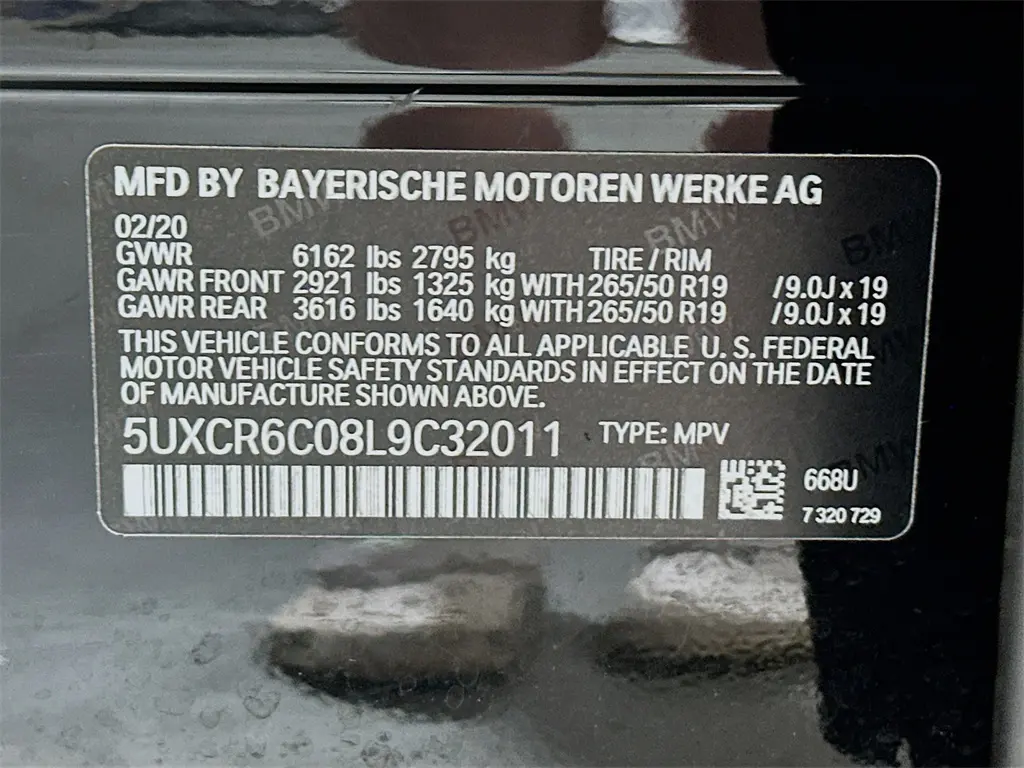 MFD BY BAYERISCHE MOTOREN WERKE AG
02/20
GVWR 6162 lbs 2795 kg TIRE / RIM
GAWR FRONT 2921 lbs 1325 kg WITH 265/50 R19 /9.0J x 19
GAWR REAR 3616 lbs 1640 kg WITH 265/50 R19 /9.0J x 19
THIS VEHICLE CONFORMS TO ALL APPLICABLE U. S. FEDERAL
MOTOR VEHICLE SAFETY STANDARDS IN EFFECT ON THE DATE
OF MANUFACTURE SHOWN ABOVE.
5UXCR6C08L9C32011 TYPE: MPV
668U
7 320 729